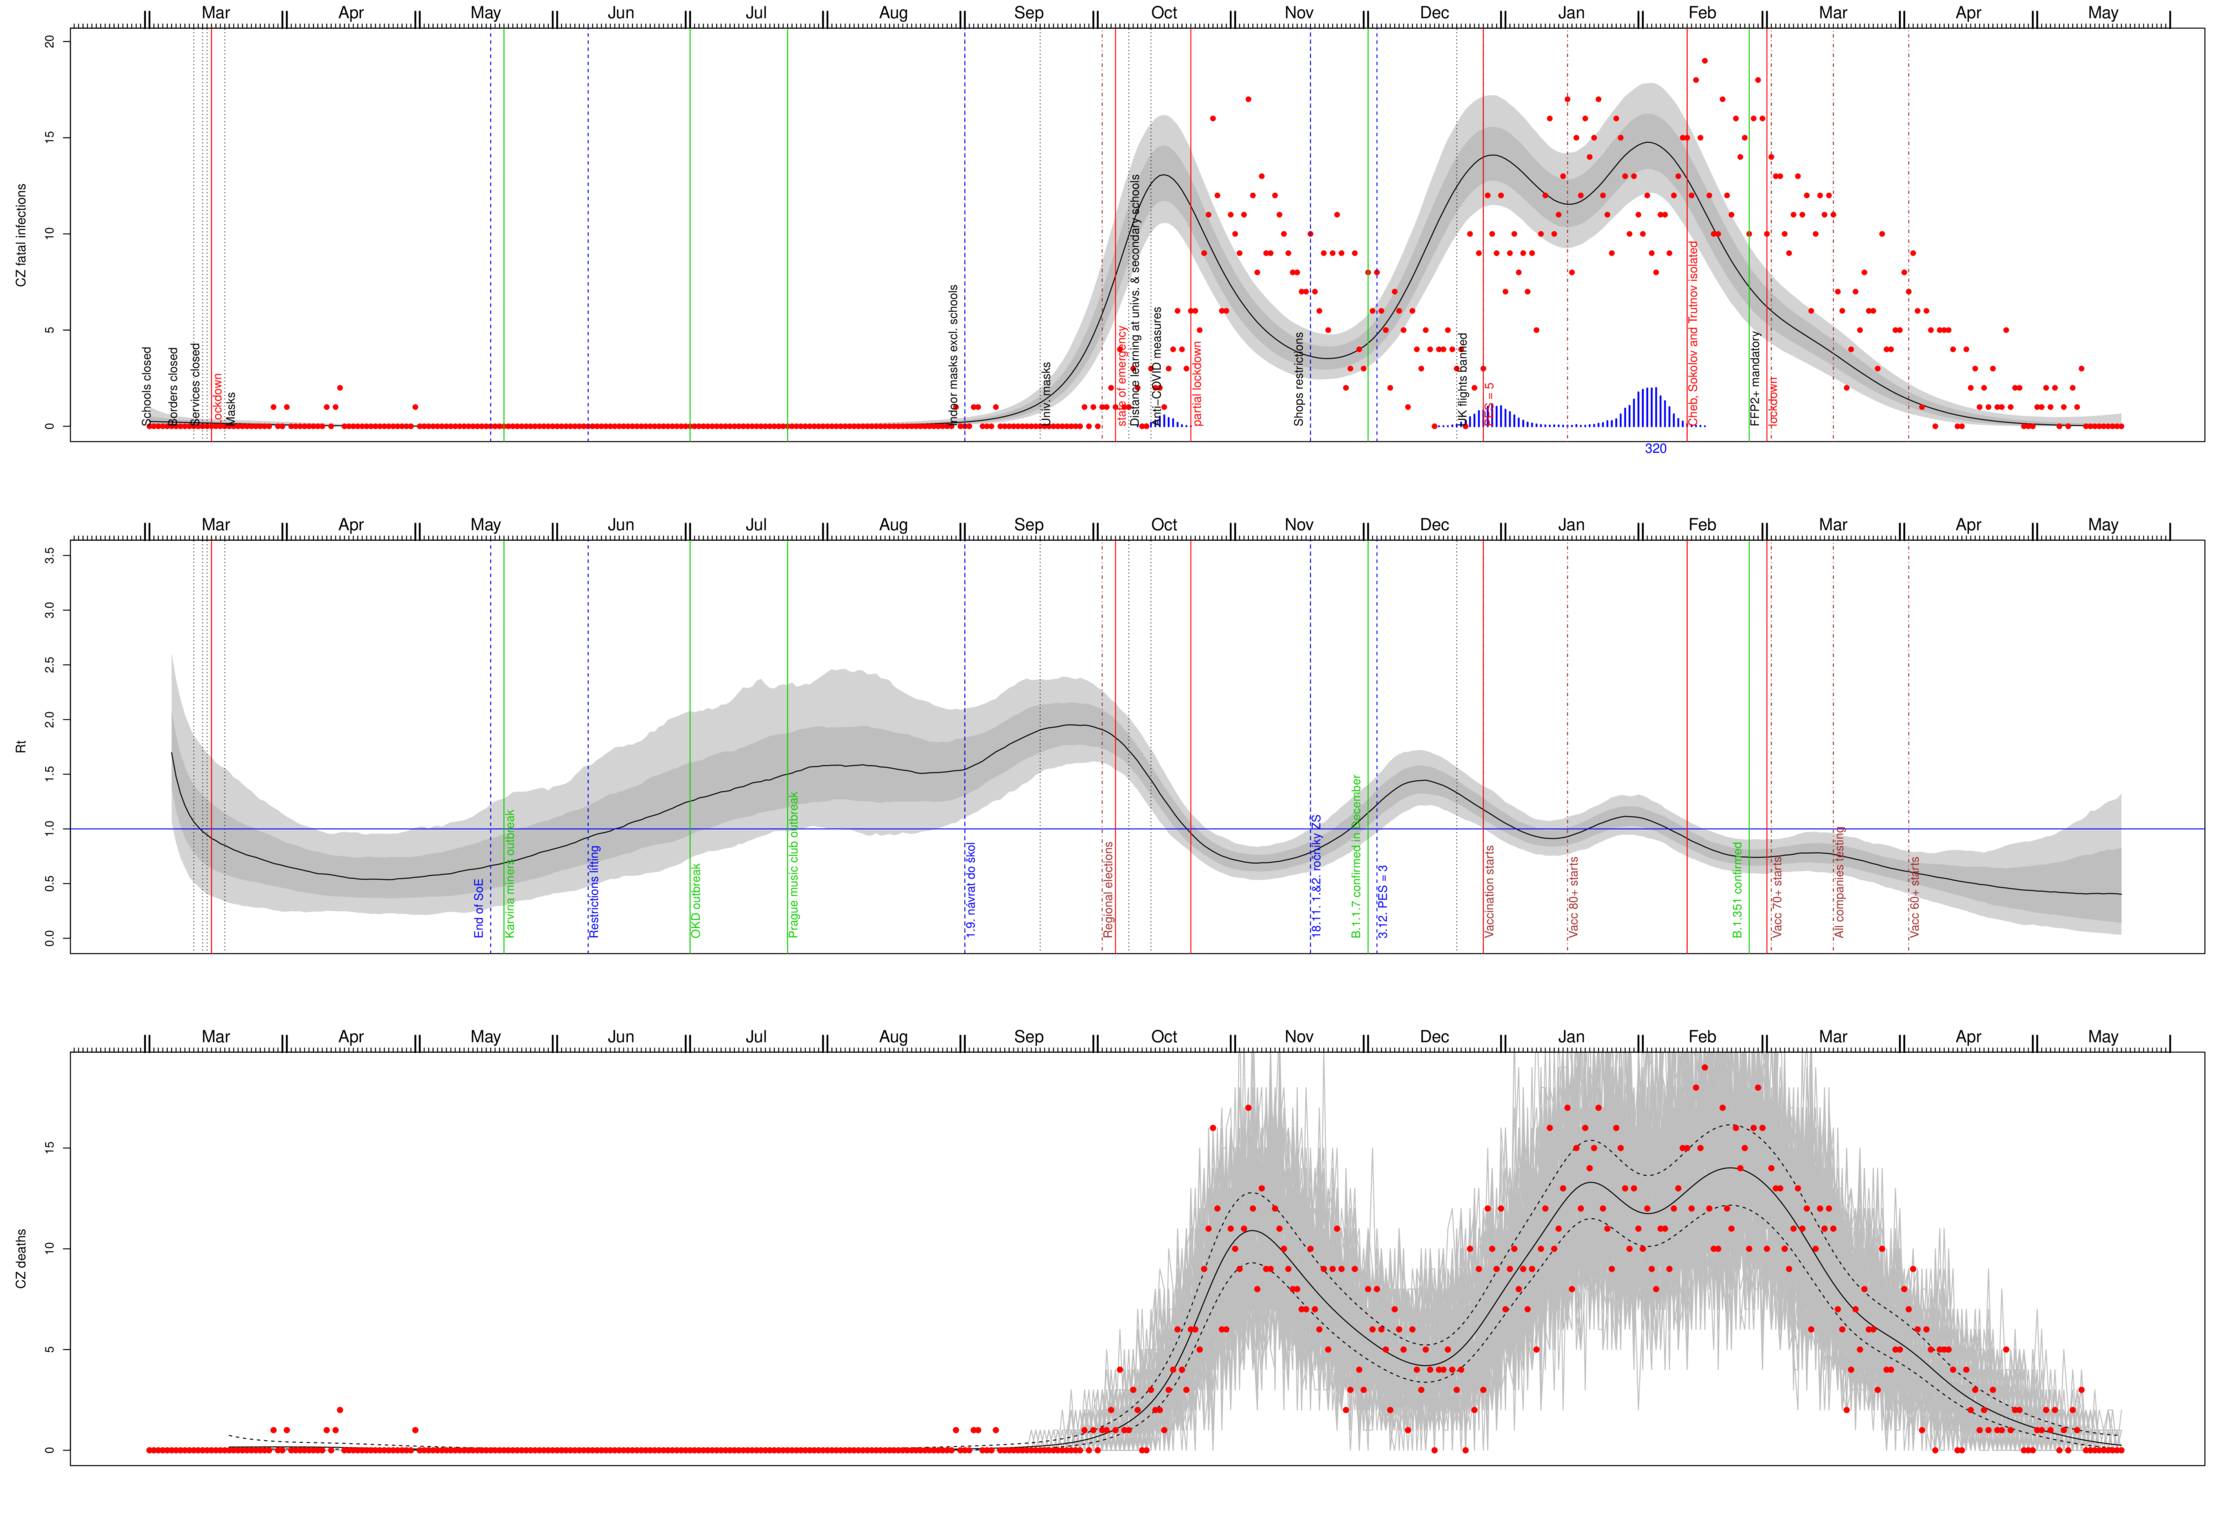 Mar Apr May Jun Jul Aug Sep Oct Nov Dec Jan Feb Mar Apr May
CZ fatal infections
0 5 10 15 20
Schools closed
Borders closed
Services closed
Lockdown
Masks
Indoor masks excl. schools
Univ. masks
state of emergency
Distance learning at univs. & secondary schools
Anti−COVID measures
partial lockdown
Shops restrictions
UK flights banned
PES = 5
Cheb, Sokolov and Trutnov isolated
FFP2+ mandatory
lockdown
320
Mar Apr May Jun Jul Aug Sep Oct Nov Dec Jan Feb Mar Apr May
Rt
0.0 0.5 1.0 1.5 2.0 2.5 3.0 3.5
End of SoE
Karvina miners outbreak
Restrictions lifting
OKD outbreak
Prague music club outbreak
1.9. návrat do škol
Regional elections
18.11. 1.&2. ročníky ZŠ
B.1.1.7 confirmed in December
3.12. PES = 3
Vaccination starts
Vacc 80+ starts
B.1.351 confirmed
Vacc 70+ starts
All companies testing
Vacc 60+ starts
Mar Apr May Jun Jul Aug Sep Oct Nov Dec Jan Feb Mar Apr May
CZ deaths
0 5 10 15